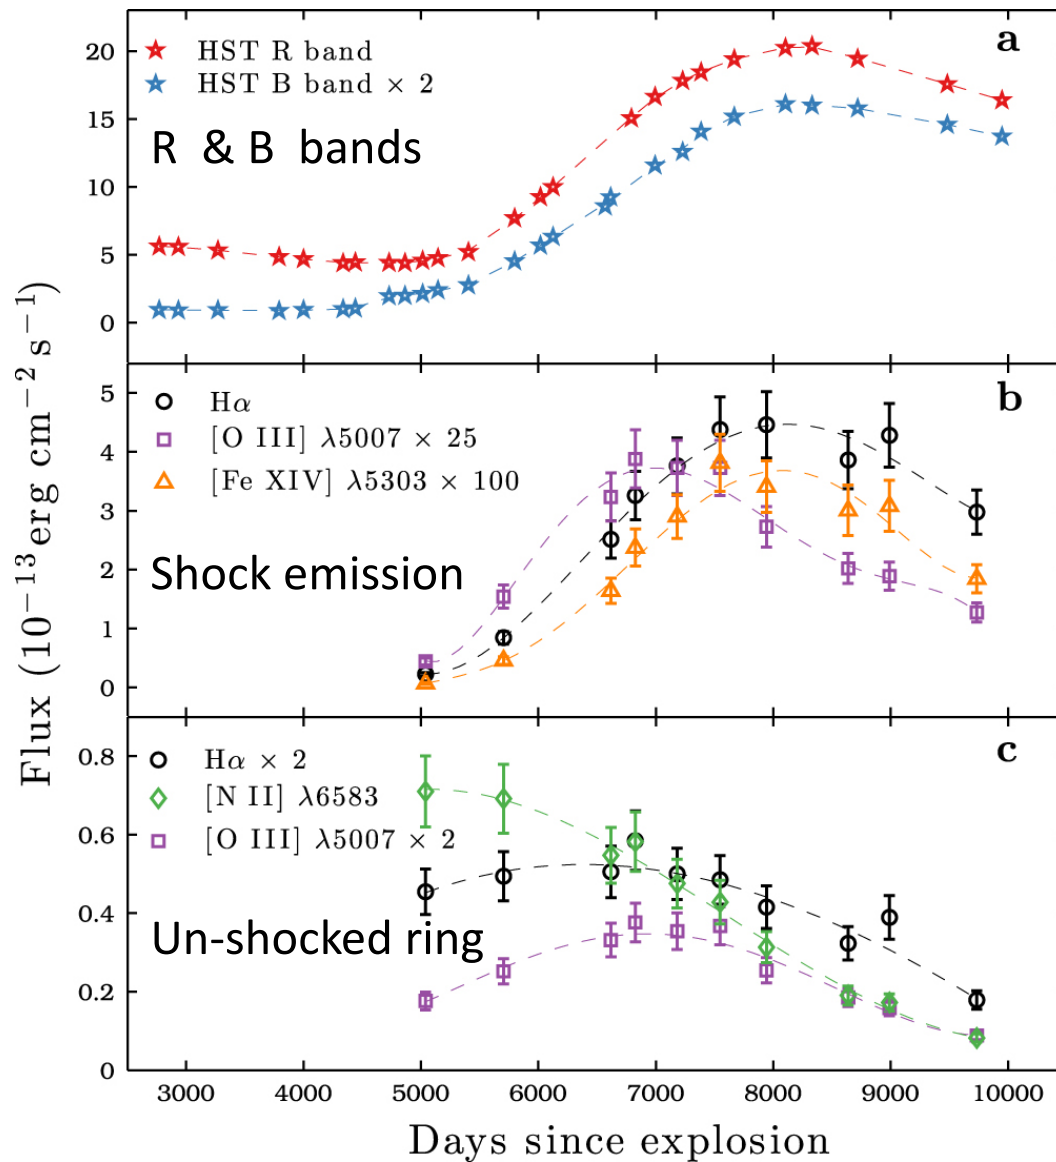 Flux (10⁻¹³erg cm⁻² s⁻¹)
a
HST R band
HST B band × 2
R & B bands
20
15
10
5
0
b
Hα
[O III] λ5007 × 25
[Fe XIV] λ5303 × 100
Shock emission
5
4
3
2
1
0
c
Hα × 2
[N II] λ6583
[O III] λ5007 × 2
Un-shocked ring
0.8
0.6
0.4
0.2
0
3000 4000 5000 6000 7000 8000 9000 10000
Days since explosion